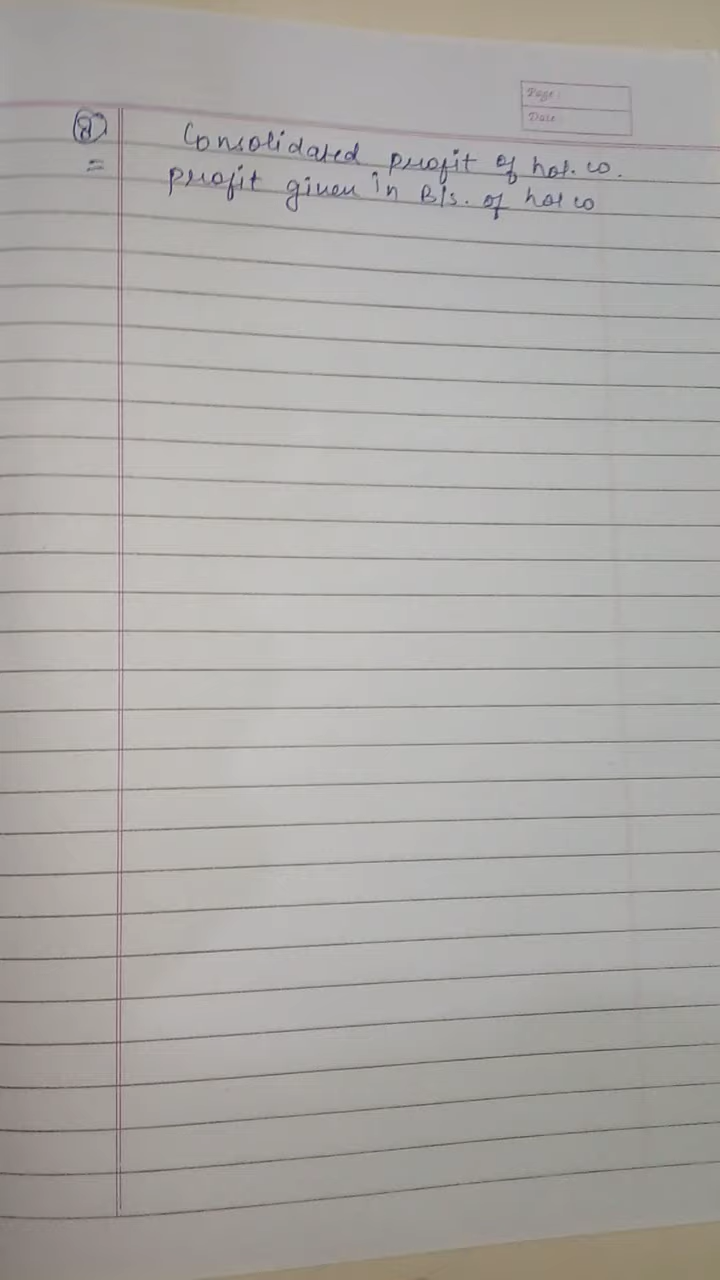 Page:
Date:
8
Consolidated profit of hol. co.
= profit given in B/s. of hol co